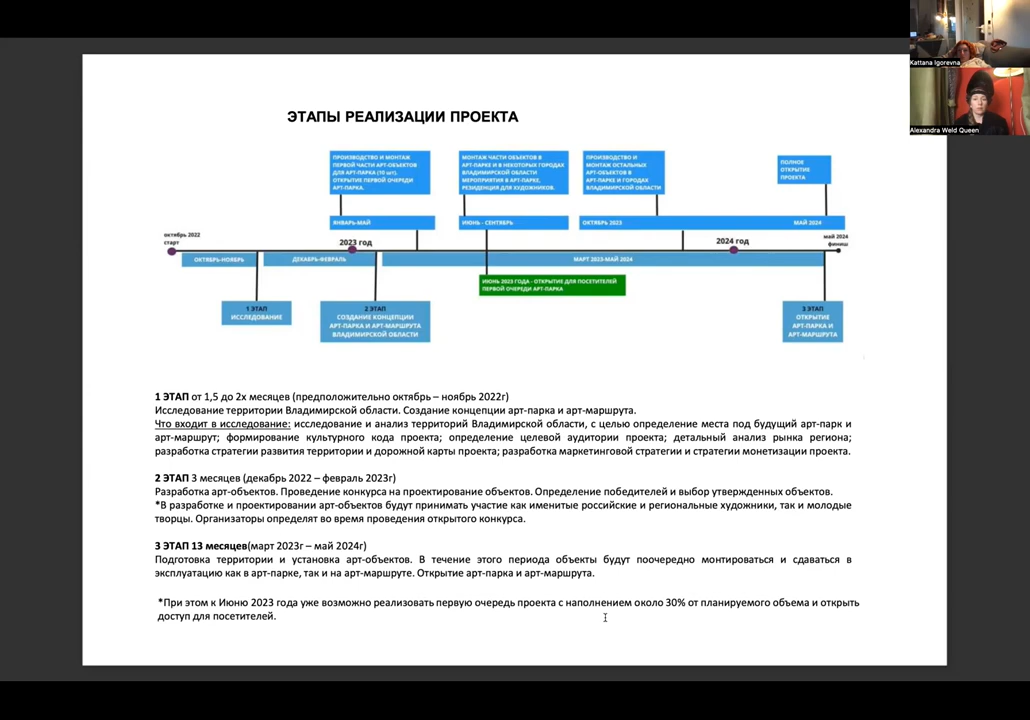 Kattana Igorevna
Alexandra Weld Queen
ЭТАПЫ РЕАЛИЗАЦИИ ПРОЕКТА
ПРОИЗВОДСТВО И МОНТАЖ
ПЕРВОЙ ЧАСТИ АРТ-ОБЪЕКТОВ
ДЛЯ АРТ-ПАРКА (10 шт).
ОТКРЫТИЕ ПЕРВОЙ ОЧЕРЕДИ
АРТ-ПАРКА.
МОНТАЖ ЧАСТИ ОБЪЕКТОВ В
АРТ-ПАРКЕ И В НЕКОТОРЫХ ГОРОДАХ
ВЛАДИМИРСКОЙ ОБЛАСТИ
МЕРОПРИЯТИЯ В АРТ-ПАРКЕ,
РЕЗИДЕНЦИЯ ДЛЯ ХУДОЖНИКОВ.
ПРОИЗВОДСТВО И
МОНТАЖ ОСТАЛЬНЫХ
АРТ-ОБЪЕКТОВ В
АРТ-ПАРКЕ И ГОРОДАХ
ВЛАДИМИРСКОЙ ОБЛАСТИ
ПОЛНОЕ
ОТКРЫТИЕ
ПРОЕКТА
ЯНВАРЬ-МАЙ
ИЮНЬ - СЕНТЯБРЬ
ОКТЯБРЬ 2023
МАЙ 2024
октябрь 2022
старт
2023 год
2024 год
май 2024
финиш
ОКТЯБРЬ-НОЯБРЬ
ДЕКАБРЬ-ФЕВРАЛЬ
МАРТ 2023-МАЙ 2024
ИЮНЬ 2023 ГОДА - ОТКРЫТИЕ ДЛЯ ПОСЕТИТЕЛЕЙ
ПЕРВОЙ ОЧЕРЕДИ АРТ-ПАРКА
1 ЭТАП
ИССЛЕДОВАНИЕ
2 ЭТАП
СОЗДАНИЕ КОНЦЕПЦИИ
АРТ-ПАРКА И АРТ-МАРШРУТА
ВЛАДИМИРСКОЙ ОБЛАСТИ
3 ЭТАП
ОТКРЫТИЕ
АРТ-ПАРКА И
АРТ-МАРШРУТА
1 ЭТАП от 1,5 до 2х месяцев (предположительно октябрь – ноябрь 2022г)
Исследование территории Владимирской области. Создание концепции арт-парка и арт-маршрута.
Что входит в исследование: исследование и анализ территорий Владимирской области, с целью определение места под будущий арт-парк и
арт-маршрут; формирование культурного кода проекта; определение целевой аудитории проекта; детальный анализ рынка региона;
разработка стратегии развития территории и дорожной карты проекта; разработка маркетинговой стратегии и стратегии монетизации проекта.
2 ЭТАП 3 месяцев (декабрь 2022 – февраль 2023г)
Разработка арт-объектов. Проведение конкурса на проектирование объектов. Определение победителей и выбор утвержденных объектов.
*В разработке и проектировании арт-объектов будут принимать участие как именитые российские и региональные художники, так и молодые
творцы. Организаторы определят во время проведения открытого конкурса.
3 ЭТАП 13 месяцев(март 2023г – май 2024г)
Подготовка территории и установка арт-объектов. В течение этого периода объекты будут поочередно монтироваться и сдаваться в
эксплуатацию как в арт-парке, так и на арт-маршруте. Открытие арт-парка и арт-маршрута.
*При этом к Июню 2023 года уже возможно реализовать первую очередь проекта с наполнением около 30% от планируемого объема и открыть
доступ для посетителей.